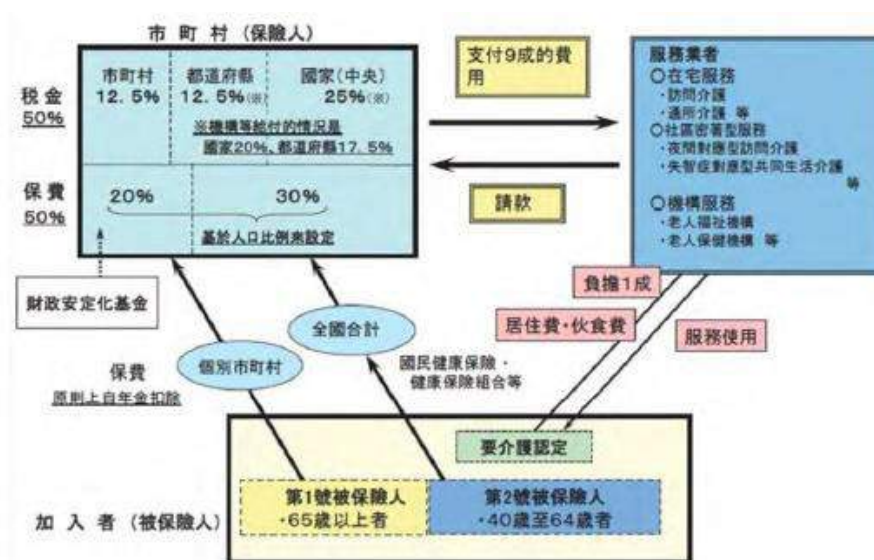 市町村(保險人)
稅金
50%
市町村
12.5%
都道府縣
12.5%(※)
國家(中央)
25%(※)
※機構等給付的情況是
國家20%、都道府縣17.5%
保費
50%
20%
30%
基於人口比例來設定
財政安定化基金
支付9成的費
用
請款
服務業者
○在宅服務
・訪問介護
・通所介護 等
○社區密著型服務
・夜間對應型訪問介護
・失智症對應型共同生活介護
等
○機構服務
・老人福祉機構
・老人保健機構 等
負擔1成
居住費・伙食費
服務使用
個別市町村
全國合計
保費
原則上自年金扣除
國民健康保險・
健康保險組合等
要介護認定
加入者(被保險人)
第1號被保險人
・65歲以上者
第2號被保險人
・40歲至64歲者